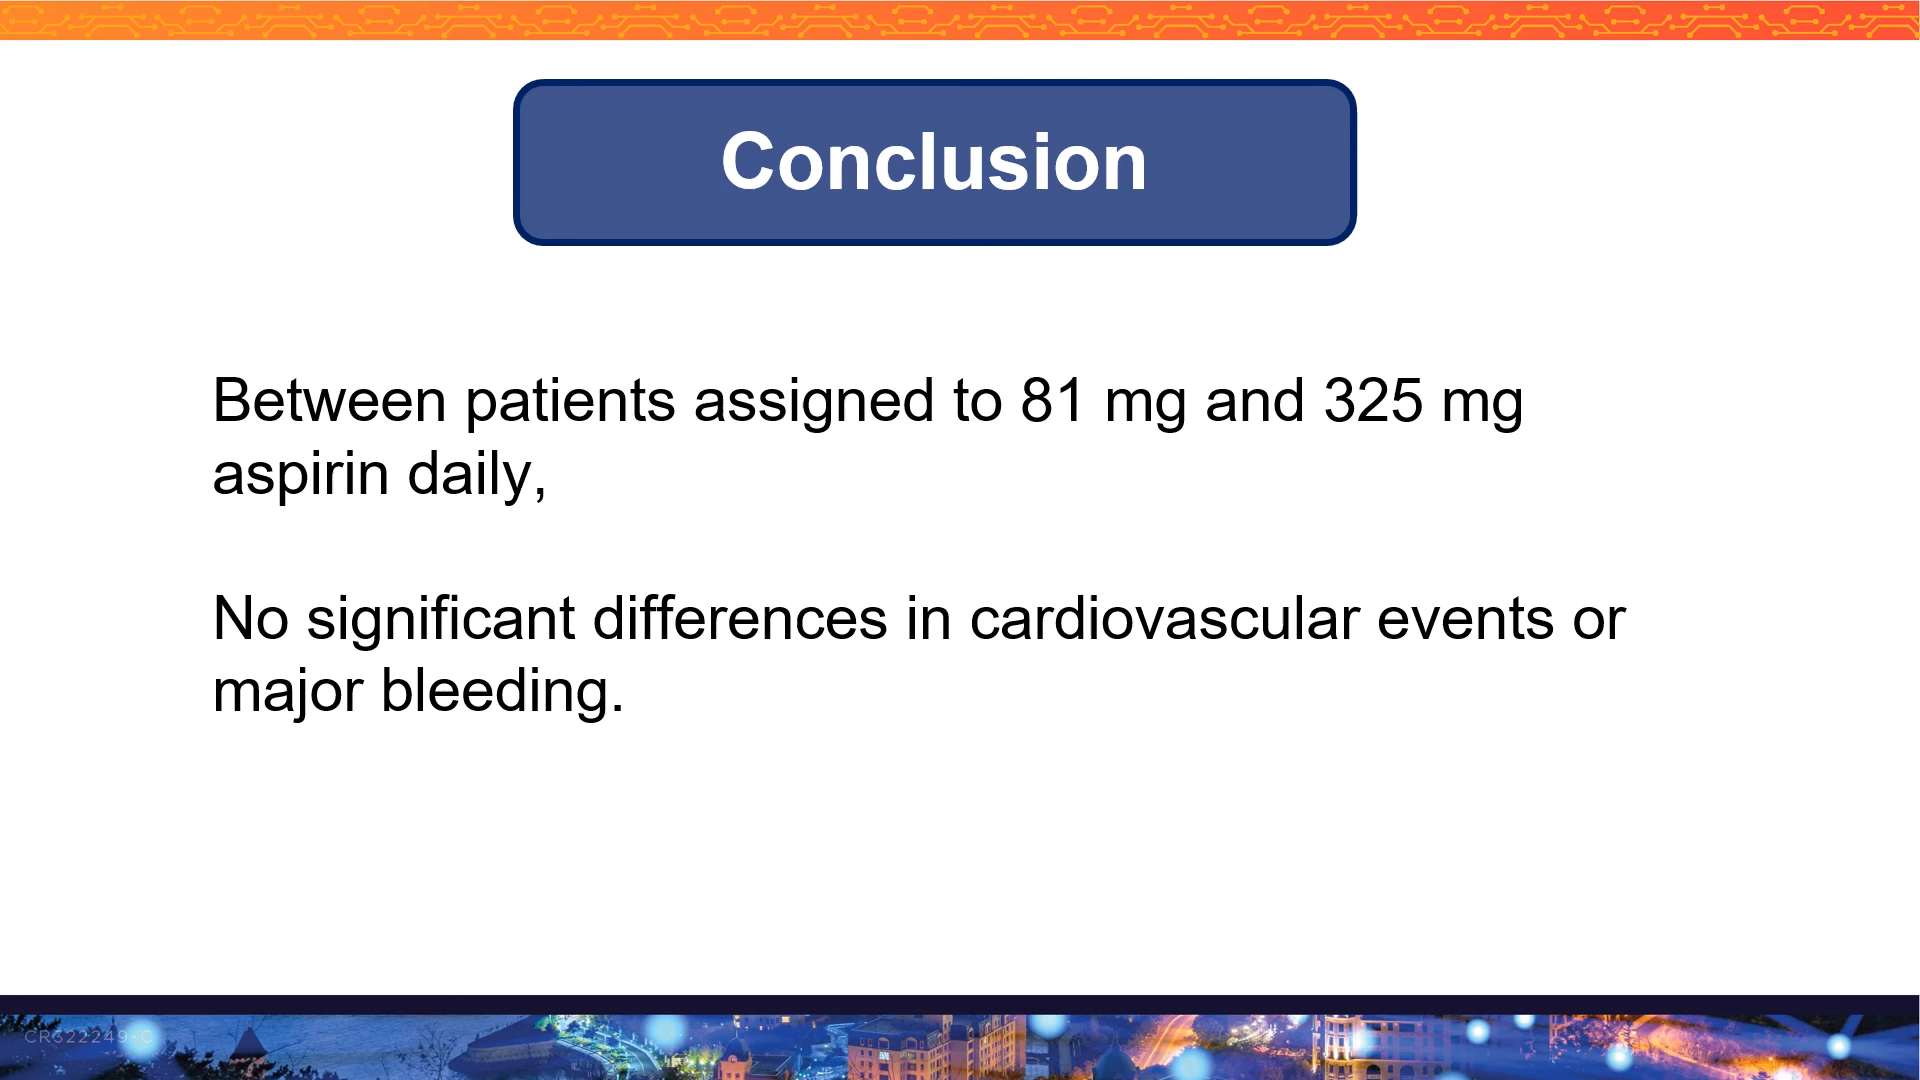 Conclusion
Between patients assigned to 81 mg and 325 mg
aspirin daily,
No significant differences in cardiovascular events or
major bleeding.
CR322249-C